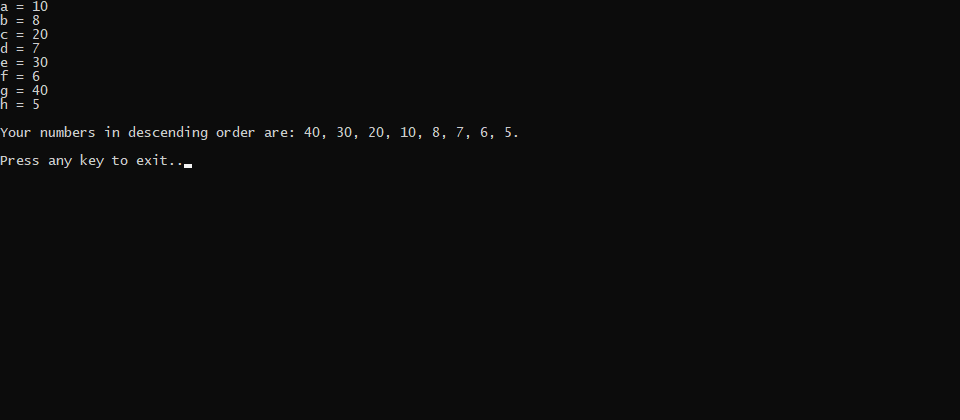 a = 10
b = 8
c = 20
d = 7
e = 30
f = 6
g = 40
h = 5
Your numbers in descending order are: 40, 30, 20, 10, 8, 7, 6, 5.
Press any key to exit..